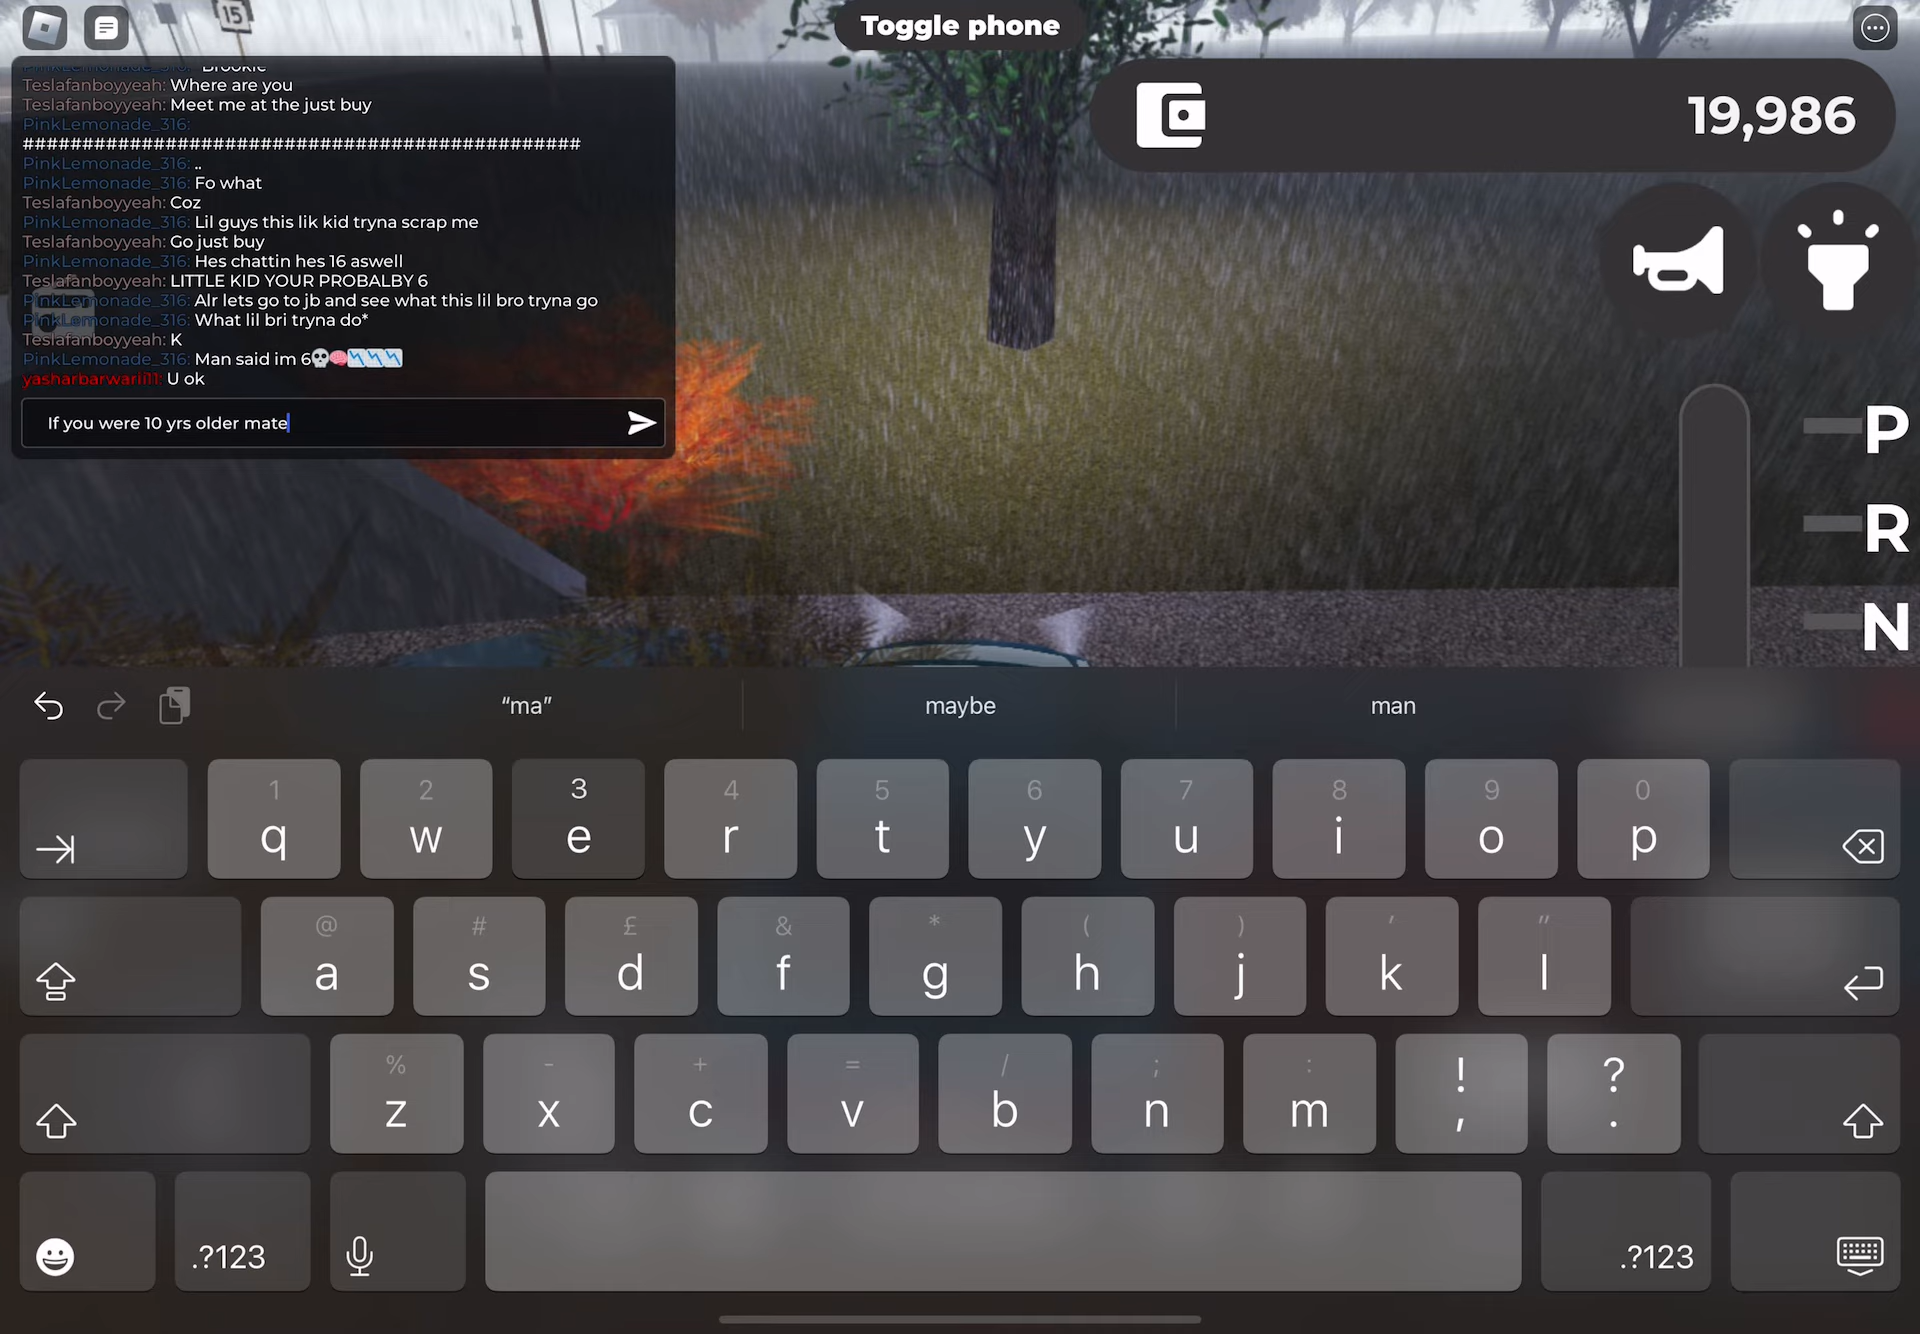 15
Toggle phone
19,986
Brookie
Teslafanboyyeah: Where are you
Teslafanboyyeah: Meet me at the just buy
PinkLemonade_316:
###############################################
PinkLemonade_316: ..
PinkLemonade_316: Fo what
Teslafanboyyeah: Coz
PinkLemonade_316: Lil guys this lik kid tryna scrap me
Teslafanboyyeah: Go just buy
PinkLemonade_316: Hes chattin hes 16 aswell
Teslafanboyyeah: LITTLE KID YOUR PROBALBY 6
PinkLemonade_316: Alr lets go to jb and see what this lil bro tryna go
PinkLemonade_316: What lil bri tryna do*
Teslafanboyyeah: K
PinkLemonade_316: Man said im 6💀🧠📉📉📉
yasharbarwari11: U ok
If you were 10 yrs older mate
P
R
N
“ma” maybe man
1 2 3 4 5 6 7 8 9 0
q w e r t y u i o p
@ # £ & * ( ) ' "
a s d f g h j k l
% - + = / ; : ! ?
z x c v b n m , .
.?123 .?123